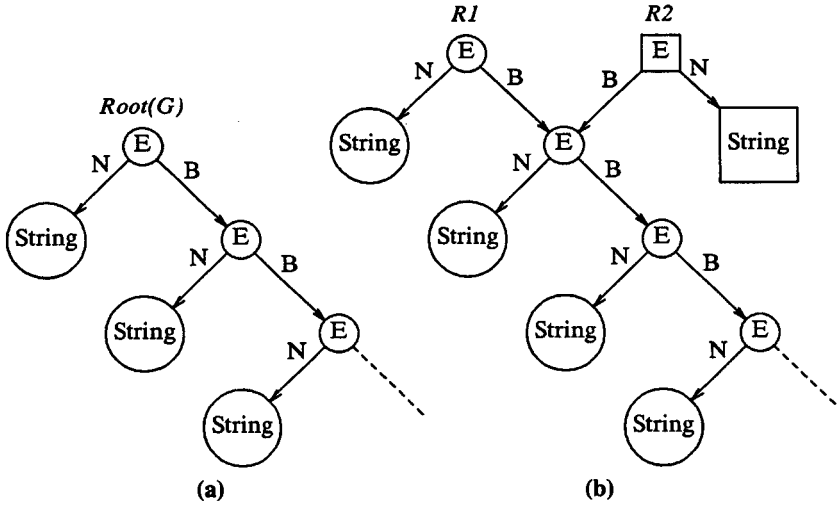 R1 R2
E E
N B B N
Root(G)
String E String
E
N B N B
String E String E
N B N B
String E String E
N N
String String
(a) (b)